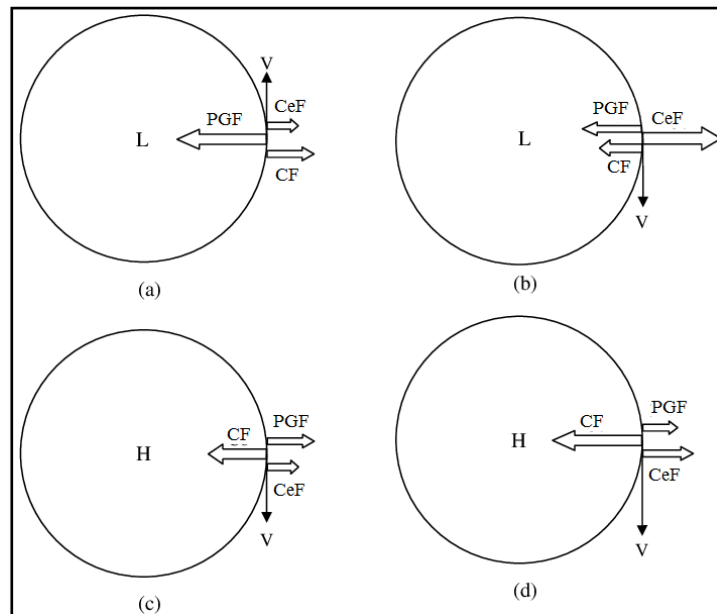 V
CeF
PGF
L
CF
(a)
PGF
CeF
L
CF
V
(b)
CF
PGF
H
CeF
V
(c)
PGF
CF
H
CeF
V
(d)